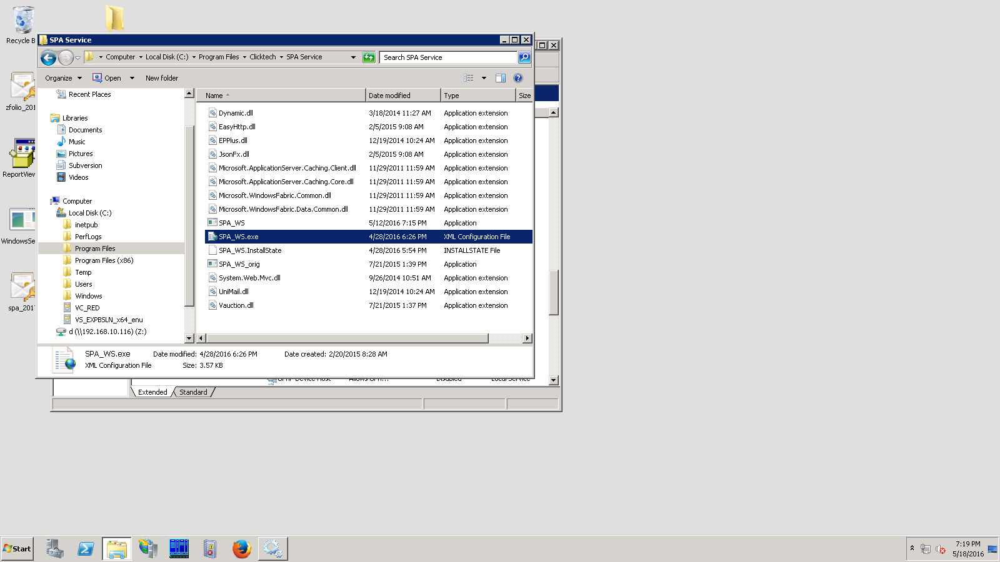 Recycle B
zfolio_201
ReportView
WindowsSe
spa_2017
SPA Service
Computer Local Disk (C:) Program Files Clicktech SPA Service
Search SPA Service
Organize Open New folder
Recent Places
Libraries
Documents
Music
Pictures
Subversion
Videos
Computer
Local Disk (C:)
inetpub
PerfLogs
Program Files
Program Files (x86)
Temp
Users
Windows
VC_RED
VS_EXPBSLN_x64_enu
d (\\192.168.10.116) (Z:)
Name Date modified Type Size
Dynamic.dll 3/18/2014 11:27 AM Application extension
EasyHttp.dll 2/5/2015 9:08 AM Application extension
EPPlus.dll 12/19/2014 10:24 AM Application extension
JsonFx.dll 2/5/2015 9:08 AM Application extension
Microsoft.ApplicationServer.Caching.Client.dll 11/29/2011 11:59 AM Application extension
Microsoft.ApplicationServer.Caching.Core.dll 11/29/2011 11:59 AM Application extension
Microsoft.WindowsFabric.Common.dll 11/29/2011 11:59 AM Application extension
Microsoft.WindowsFabric.Data.Common.dll 11/29/2011 11:59 AM Application extension
SPA_WS 5/12/2016 7:15 PM Application
SPA_WS.exe 4/28/2016 6:26 PM XML Configuration File
SPA_WS.InstallState 4/28/2016 5:54 PM INSTALLSTATE File
SPA_WS_orig 7/21/2015 1:39 PM Application
System.Web.Mvc.dll 9/26/2014 10:51 AM Application extension
UniMail.dll 12/19/2014 10:24 AM Application extension
Vauction.dll 7/21/2015 1:37 PM Application extension
SPA_WS.exe Date modified: 4/28/2016 6:26 PM Date created: 2/20/2015 8:28 AM
XML Configuration File Size: 3.57 KB
Device Host Disabled Local Service
Extended Standard
Start
7:19 PM
5/18/2016